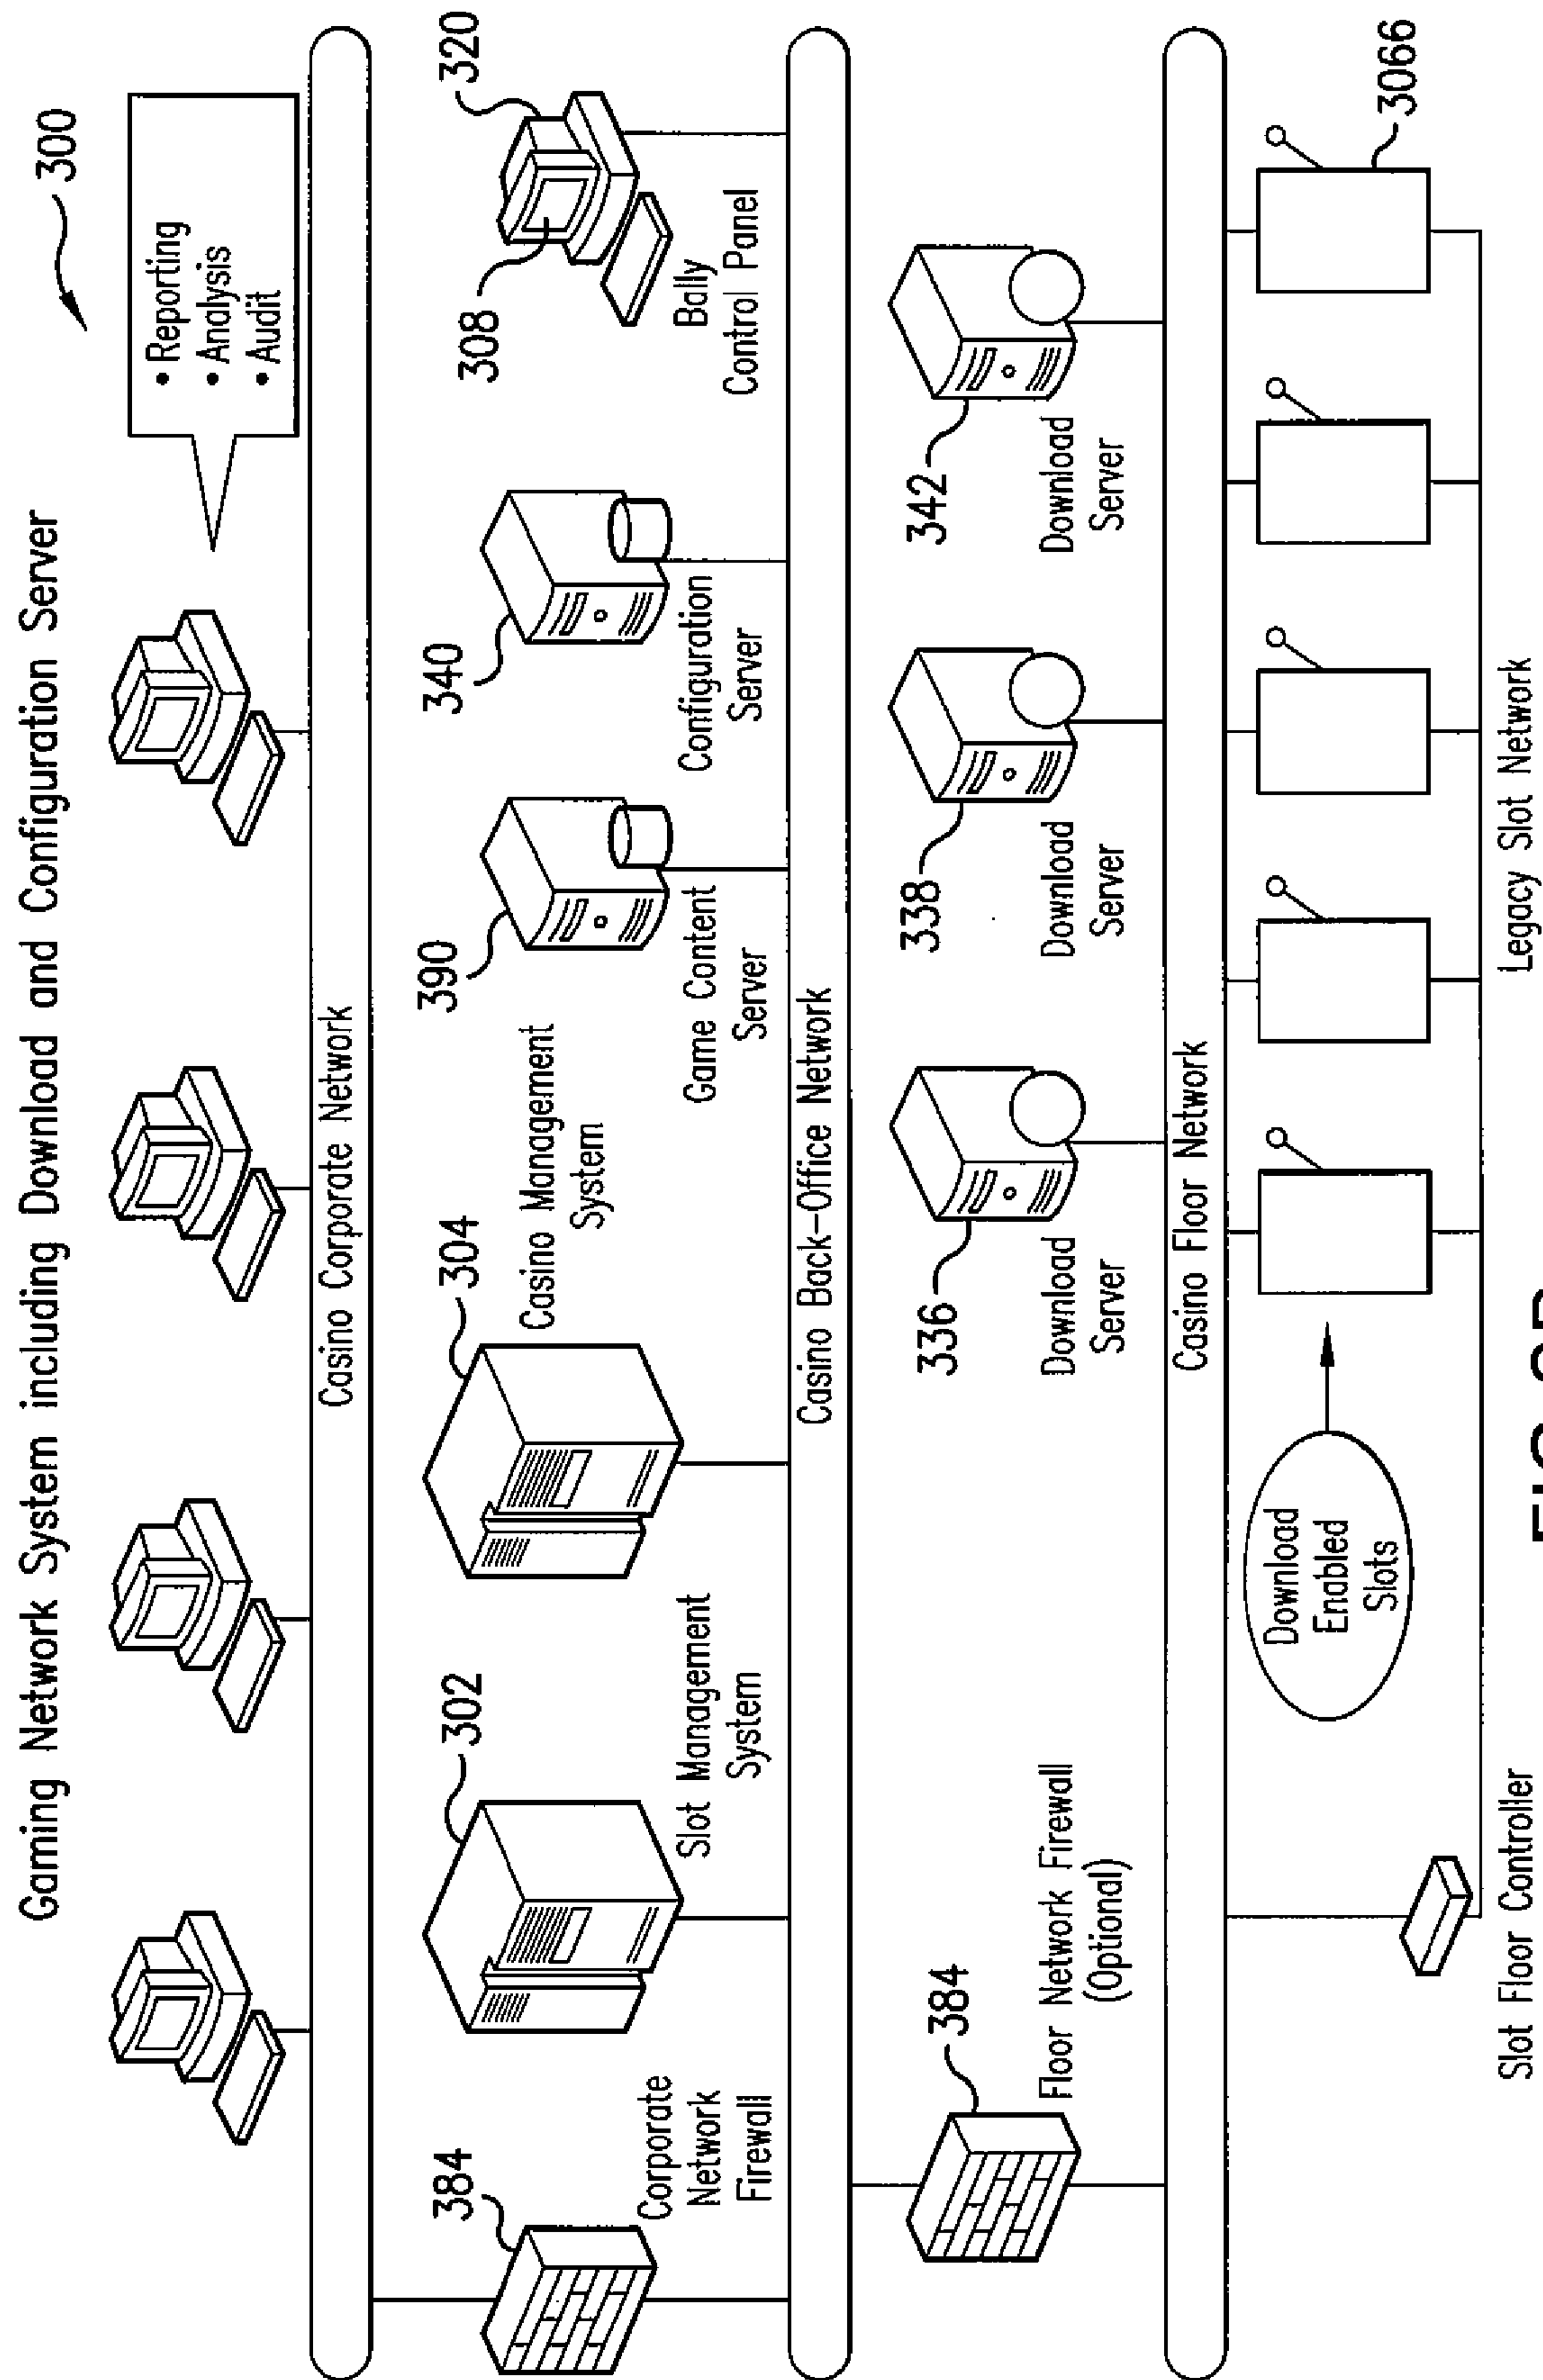 Gaming Network System including Download and Configuration Server
300
• Reporting
• Analysis
• Audit
Casino Corporate Network
384
Corporate
Network
Firewall
302
Slot Management
System
304
Casino Management
System
390
Game Content
Server
340
Configuration
Server
308
320
Bally
Control Panel
Casino Back-Office Network
384
Floor Network Firewall
(Optional)
336
Download
Server
338
Download
Server
342
Download
Server
Casino Floor Network
Download
Enabled
Slots
3066
Slot Floor Controller
Legacy Slot Network